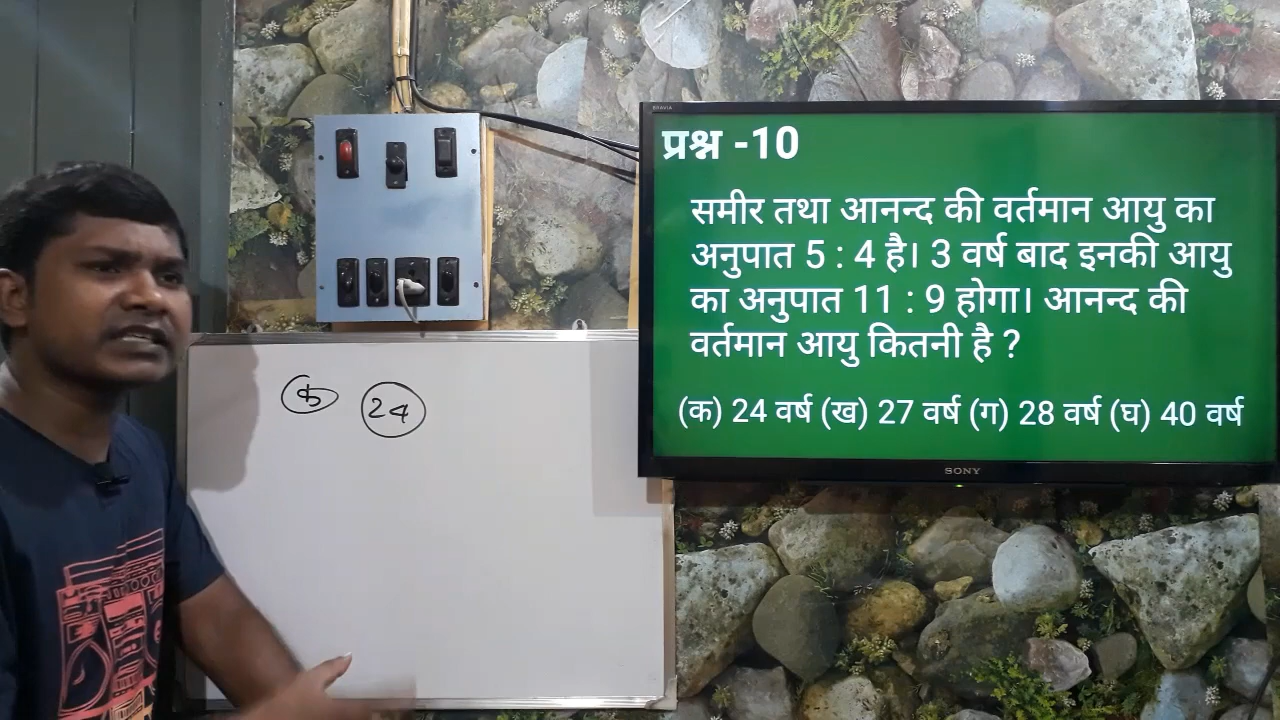 BRAVIA
प्रश्न -10
समीर तथा आनन्द की वर्तमान आयु का
अनुपात 5 : 4 है। 3 वर्ष बाद इनकी आयु
का अनुपात 11 : 9 होगा। आनन्द की
वर्तमान आयु कितनी है ?
(क) 24 वर्ष (ख) 27 वर्ष (ग) 28 वर्ष (घ) 40 वर्ष
SONY
क 24